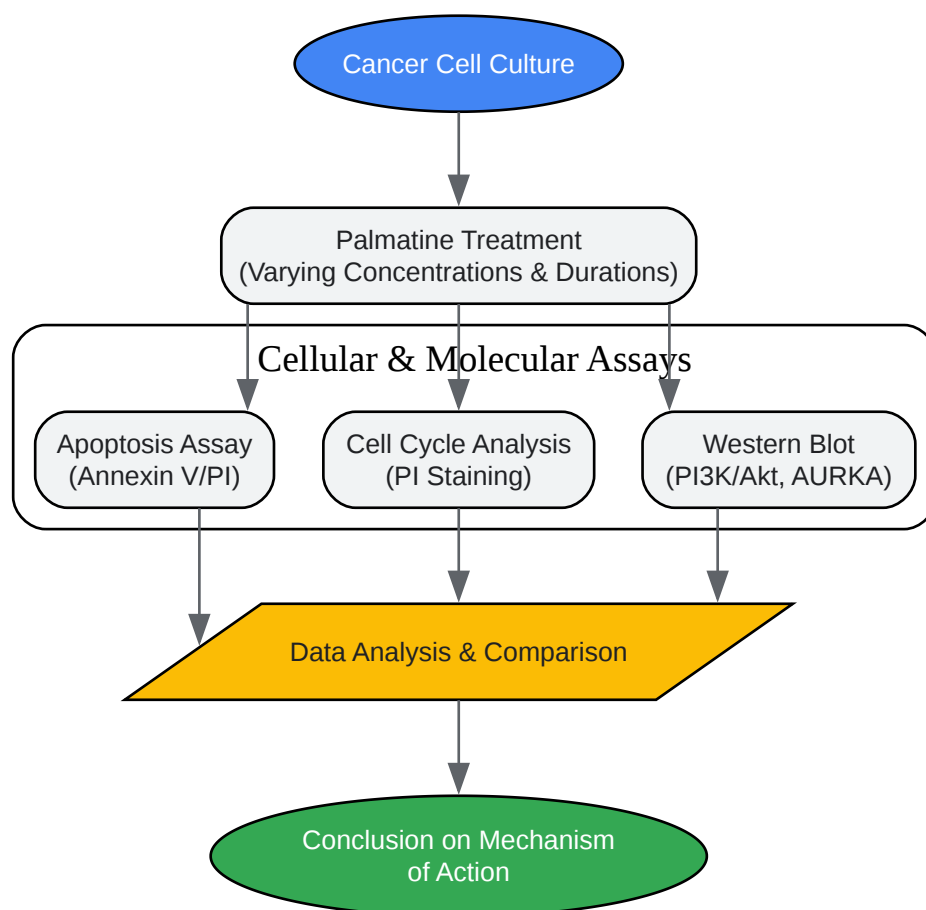 Cancer Cell Culture
Palmatine Treatment
(Varying Concentrations & Durations)
Cellular & Molecular Assays
Apoptosis Assay
(Annexin V/PI)
Cell Cycle Analysis
(PI Staining)
Western Blot
(PI3K/Akt, AURKA)
Data Analysis & Comparison
Conclusion on Mechanism
of Action